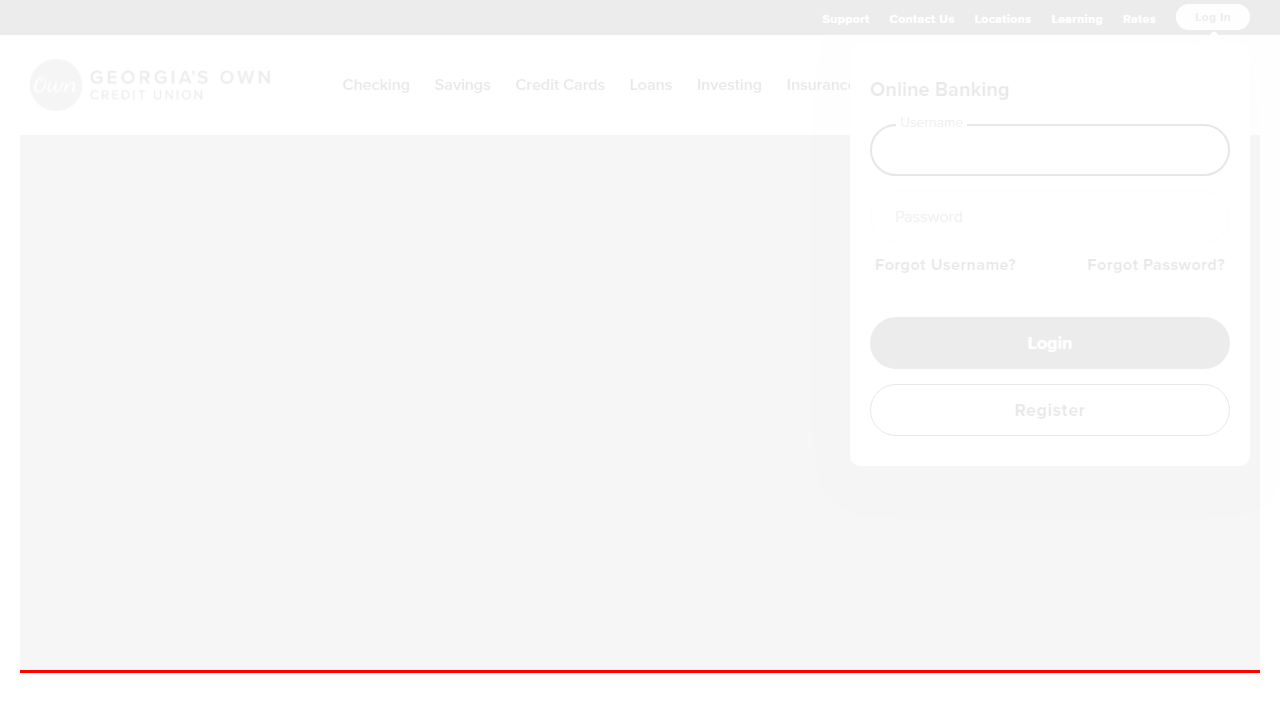 Support Contact Us Locations Learning Rates Log In
Own GEORGIA'S OWN
CREDIT UNION
Checking Savings Credit Cards Loans Investing Insuranc
Online Banking
Username
Password
Forgot Username? Forgot Password?
Login
Register